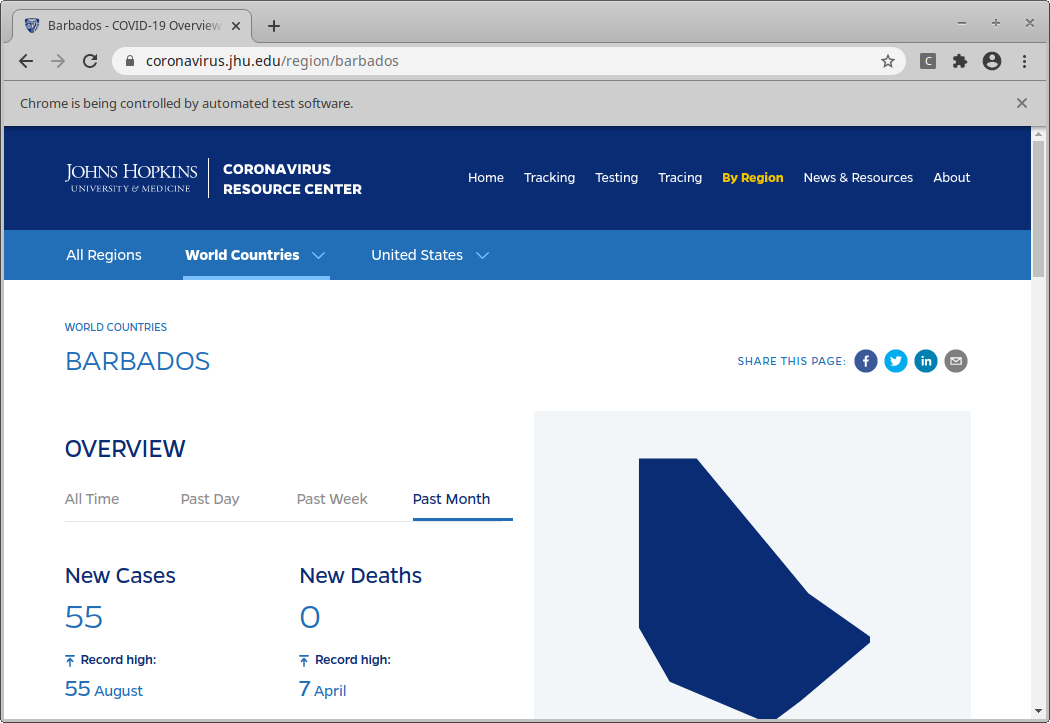 Barbados - COVID-19 Overview
coronavirus.jhu.edu/region/barbados
C
Chrome is being controlled by automated test software.
JOHNS HOPKINS
UNIVERSITY & MEDICINE
CORONAVIRUS
RESOURCE CENTER
Home Tracking Testing Tracing By Region News & Resources About
All Regions World Countries United States
WORLD COUNTRIES
BARBADOS
SHARE THIS PAGE:
OVERVIEW
All Time Past Day Past Week Past Month
New Cases New Deaths
55 0
Record high: Record high:
55 August 7 April